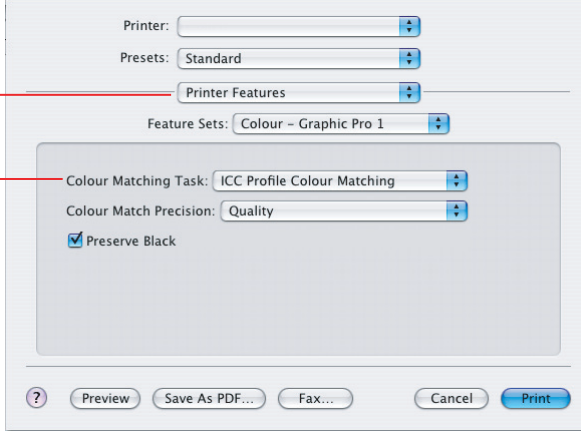 Printer:
Presets: Standard
Printer Features
Feature Sets: Colour – Graphic Pro 1
Colour Matching Task: ICC Profile Colour Matching
Colour Match Precision: Quality
Preserve Black
? Preview Save As PDF... Fax... Cancel Print